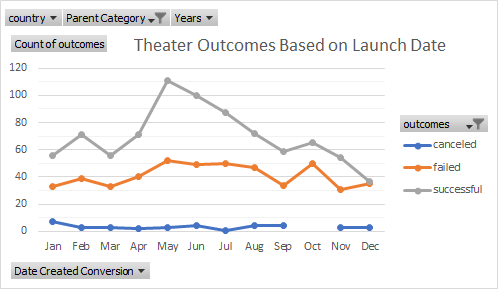 country Parent Category Years
Count of outcomes
Theater Outcomes Based on Launch Date
120
100
80
60
40
20
0
Jan Feb Mar Apr May Jun Jul Aug Sep Oct Nov Dec
outcomes
canceled
failed
successful
Date Created Conversion